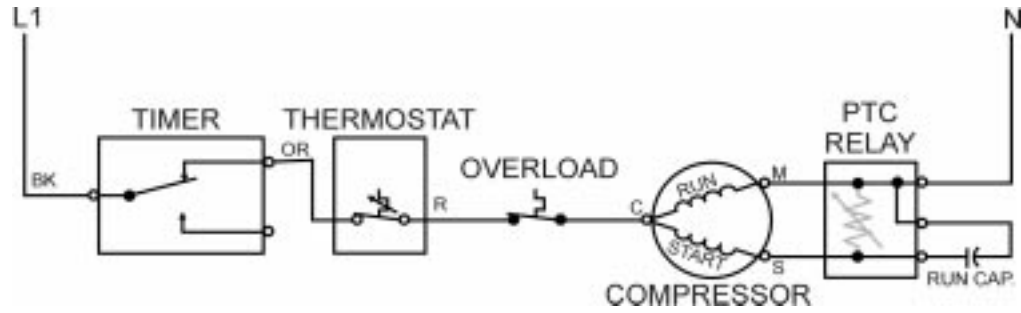 L1
N
TIMER
THERMOSTAT
PTC
RELAY
OVERLOAD
BK
OR
R
C
RUN
START
M
S
RUN CAP.
COMPRESSOR